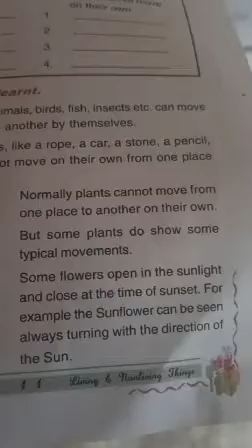 on their own
1
2
3
4
earnt.
imals, birds, fish, insects etc. can move
another by themselves.
s, like a rope, a car, a stone, a pencil,
ot move on their own from one place
Normally plants cannot move from
one place to another on their own.
But some plants do show some
typical movements.
Some flowers open in the sunlight
and close at the time of sunset. For
example the Sunflower can be seen
always turning with the direction of
the Sun.
Living & Nonliving Things